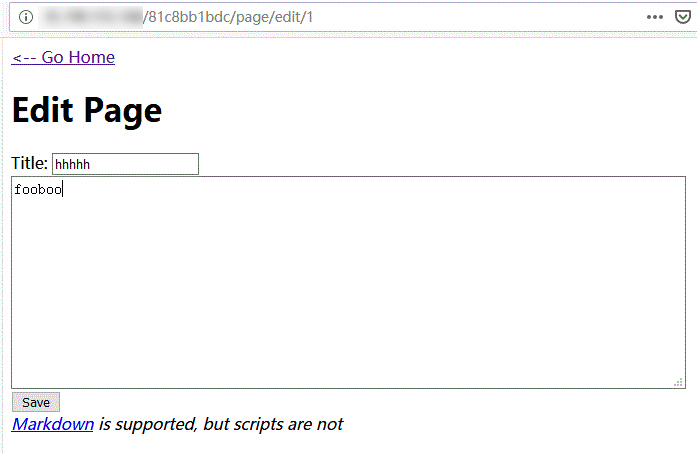 /81c8bb1bdc/page/edit/1
<-- Go Home
Edit Page
Title: hhhhh
fooboo
Save
Markdown is supported, but scripts are not